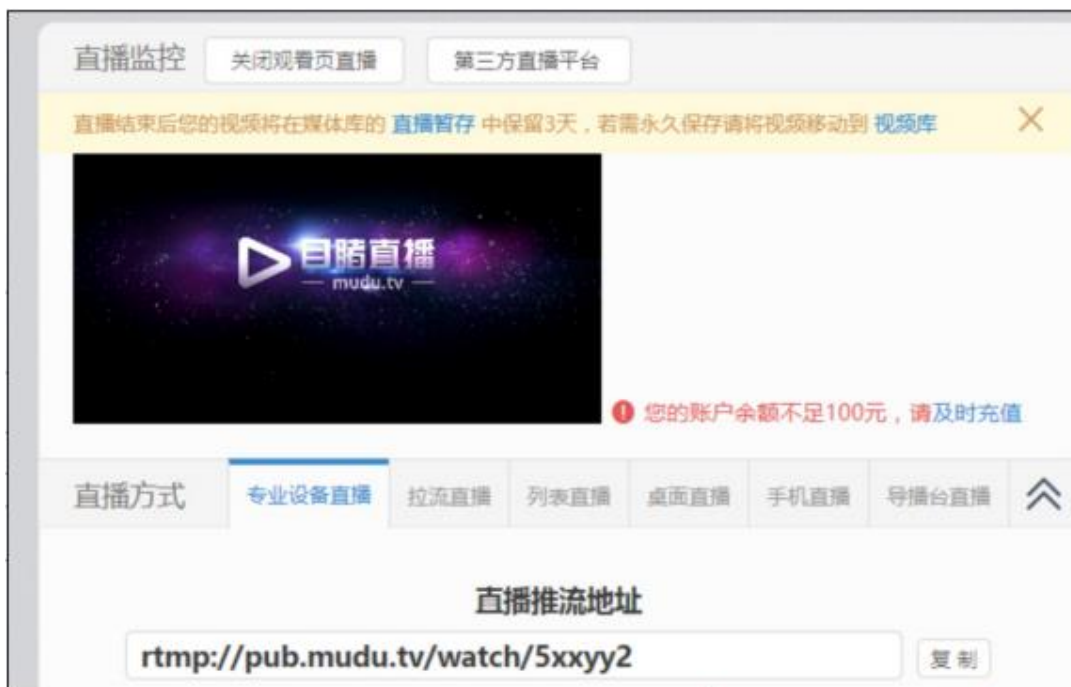 直播监控 关闭观看页直播 第三方直播平台
直播结束后您的视频将在媒体库的 直播暂存 中保留3天，若需永久保存请将视频移动到 视频库
目睹直播
— mudu.tv —
您的账户余额不足100元，请及时充值
直播方式 专业设备直播 拉流直播 列表直播 桌面直播 手机直播 导播台直播
直播推流地址
rtmp://pub.mudu.tv/watch/5xxyy2 复制